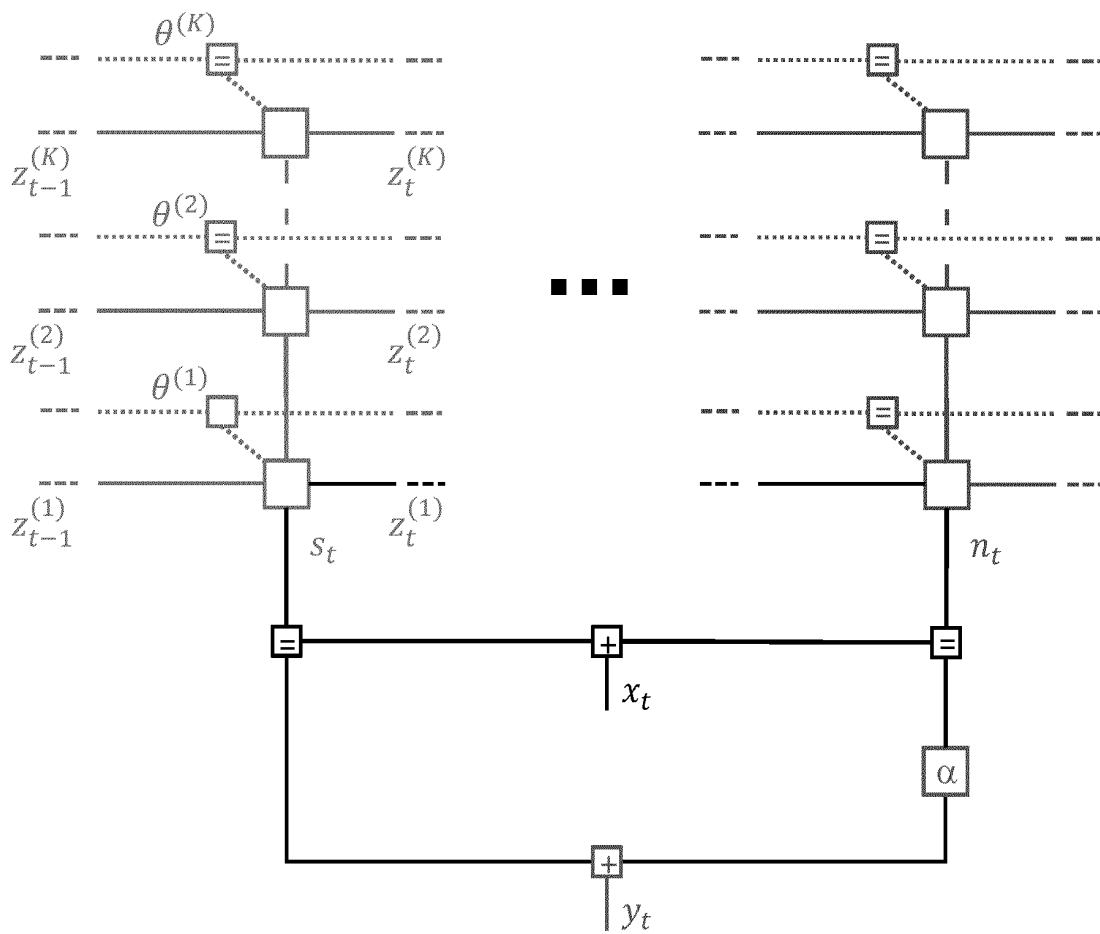 θ^(K)
= =
z_{t−1}^(K) z_t^(K)
θ^(2)
= =
z_{t−1}^(2) z_t^(2)
θ^(1)
=
z_{t−1}^(1) z_t^(1)
s_t n_t
= + =
x_t
α
+
y_t